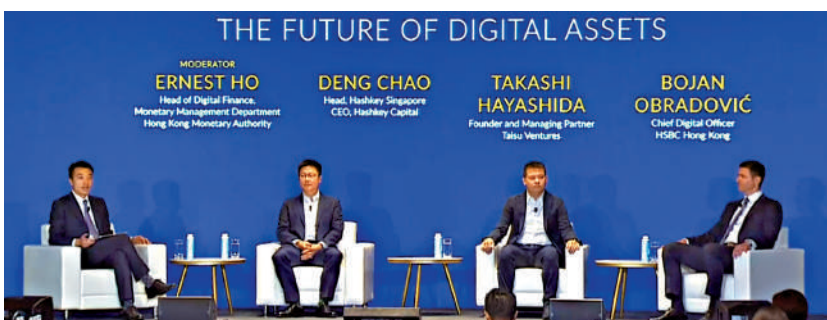 THE FUTURE OF DIGITAL ASSETS
MODERATOR
ERNEST HO
Head of Digital Finance,
Monetary Management Department
Hong Kong Monetary Authority
DENG CHAO
Head, Hashkey Singapore
CEO, Hashkey Capital
TAKASHI
HAYASHIDA
Founder and Managing Partner
Taisu Ventures
BOJAN
OBRADOVIĆ
Chief Digital Officer
HSBC Hong Kong